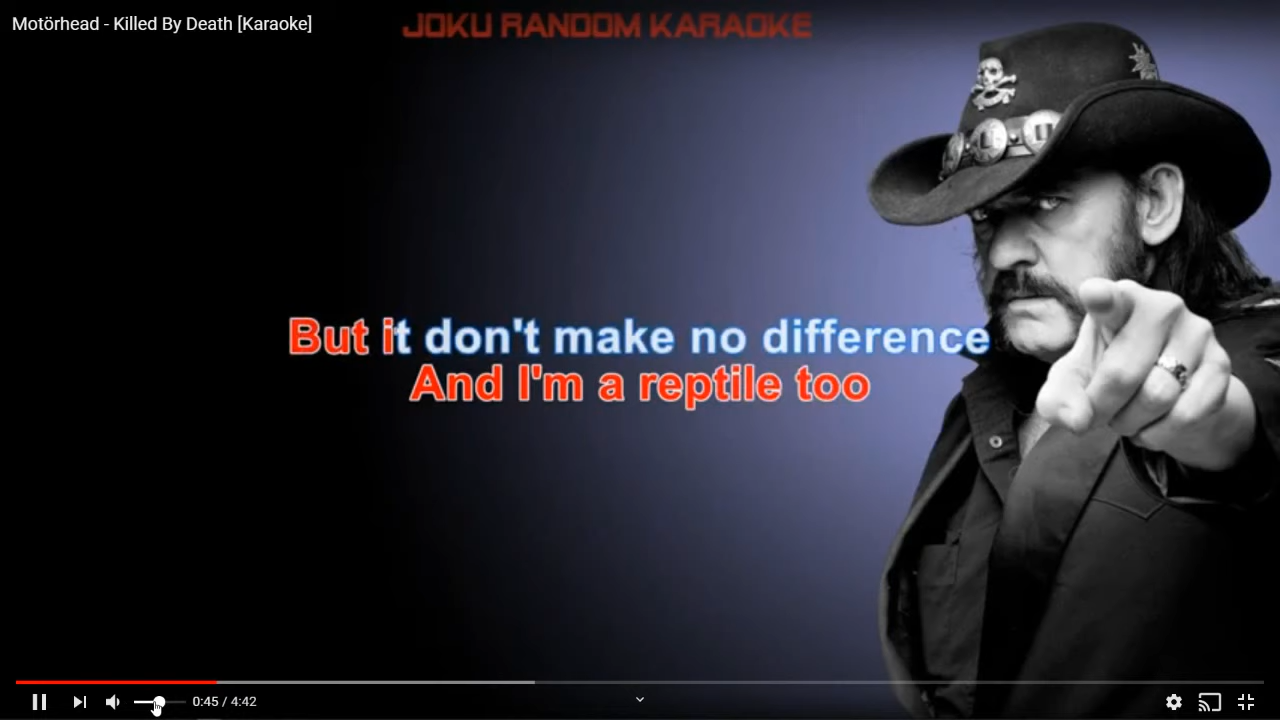 Motörhead - Killed By Death [Karaoke]
JOKU RANDOM KARAOKE
But it don't make no difference
And I'm a reptile too
0:45 / 4:42